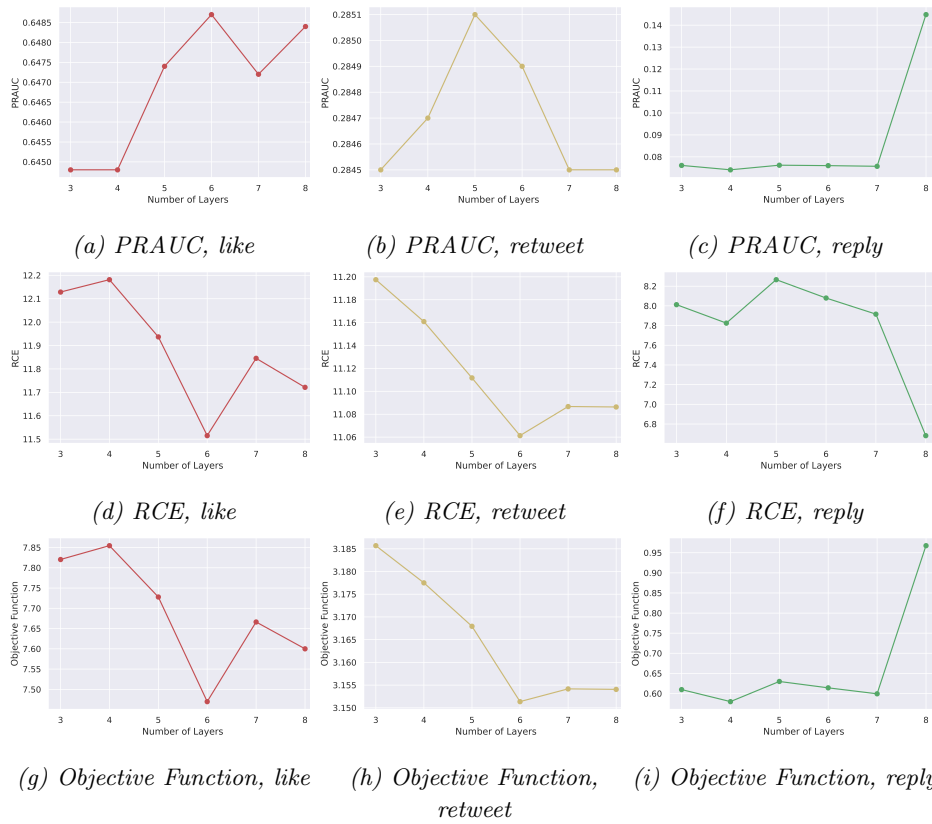 0.6485
0.6480
0.6475
0.6470
0.6465
0.6460
0.6455
0.6450
PRAUC
3 4 5 6 7 8
Number of Layers
(a) PRAUC, like
0.2851
0.2850
0.2849
0.2848
0.2847
0.2846
0.2845
PRAUC
3 4 5 6 7 8
Number of Layers
(b) PRAUC, retweet
0.14
0.13
0.12
0.11
0.10
0.09
0.08
PRAUC
3 4 5 6 7 8
Number of Layers
(c) PRAUC, reply
12.2
12.1
12.0
11.9
11.8
11.7
11.6
11.5
RCE
3 4 5 6 7 8
Number of Layers
(d) RCE, like
11.20
11.18
11.16
11.14
11.12
11.10
11.08
11.06
RCE
3 4 5 6 7 8
Number of Layers
(e) RCE, retweet
8.2
8.0
7.8
7.6
7.4
7.2
7.0
6.8
RCE
3 4 5 6 7 8
Number of Layers
(f) RCE, reply
7.85
7.80
7.75
7.70
7.65
7.60
7.55
7.50
Objective Function
3 4 5 6 7 8
Number of Layers
(g) Objective Function, like
3.185
3.180
3.175
3.170
3.165
3.160
3.155
3.150
Objective Function
3 4 5 6 7 8
Number of Layers
(h) Objective Function,
retweet
0.95
0.90
0.85
0.80
0.75
0.70
0.65
0.60
Objective Function
3 4 5 6 7 8
Number of Layers
(i) Objective Function, reply